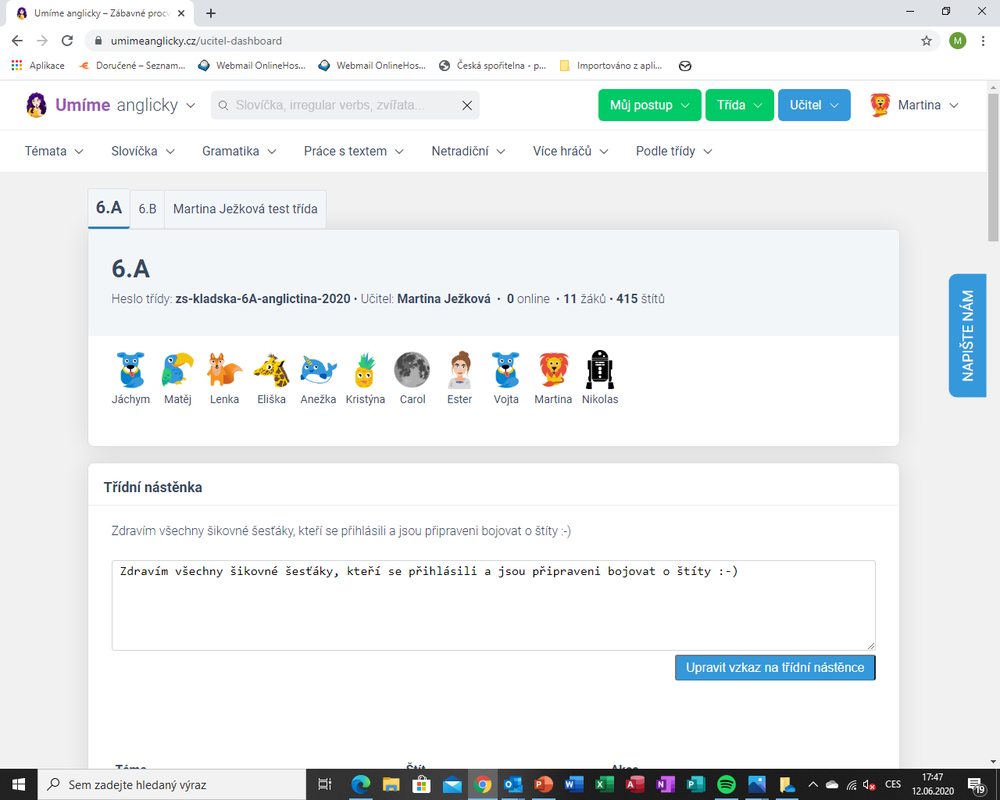 Umíme anglicky – Zábavné procv
umimeanglicky.cz/ucitel-dashboard
M
Aplikace
Doručené – Seznam...
Webmail OnlineHos...
Webmail OnlineHos...
Česká spořitelna - p...
Importováno z apli...
Umíme anglicky
Slovíčka, irregular verbs, zvířata...
Můj postup
Třída
Učitel
Martina
Témata
Slovíčka
Gramatika
Práce s textem
Netradiční
Více hráčů
Podle třídy
6.A
6.B
Martina Ježková test třída
6.A
Heslo třídy: zs-kladska-6A-anglictina-2020 • Učitel: Martina Ježková • 0 online • 11 žáků • 415 štítů
NAPIŠTE NÁM
Jáchym
Matěj
Lenka
Eliška
Anežka
Kristýna
Carol
Ester
Vojta
Martina
Nikolas
Třídní nástěnka
Zdravím všechny šikovné šesťáky, kteří se přihlásili a jsou připraveni bojovat o štíty :-)
Zdravím všechny šikovné šesťáky, kteří se přihlásili a jsou připraveni bojovat o štíty :-)
Upravit vzkaz na třídní nástěnce
Téma
Štít
Akce
Sem zadejte hledaný výraz
CES
17:47
12.06.2020
19